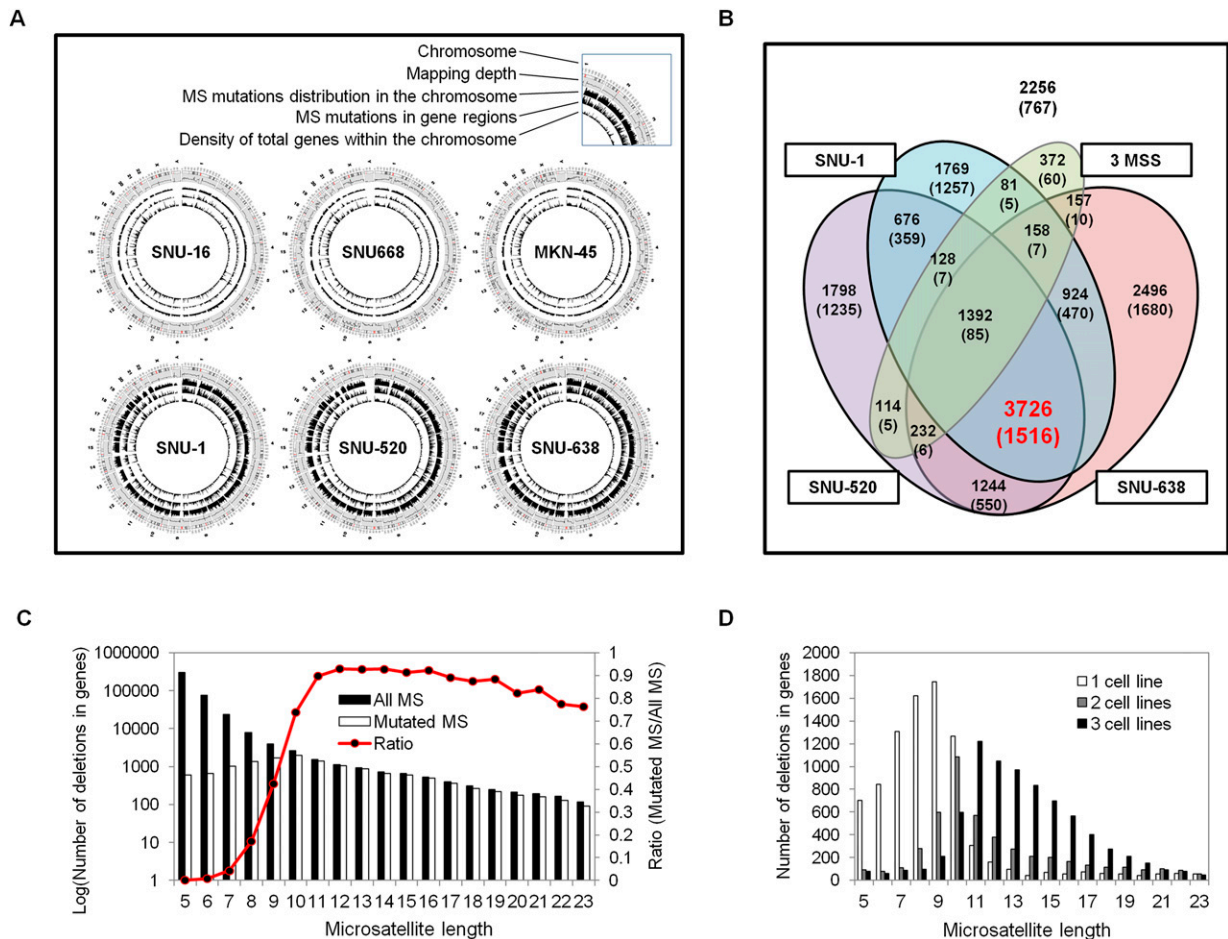 A
Chromosome
Mapping depth
MS mutations distribution in the chromosome
MS mutations in gene regions
Density of total genes within the chromosome
SNU-16
SNU668
MKN-45
SNU-1
SNU-520
SNU-638
B
2256
(767)
SNU-1
3 MSS
1769
(1257)
81
(5)
372
(60)
157
(10)
676
(359)
128
(7)
158
(7)
1798
(1235)
1392
(85)
924
(470)
2496
(1680)
114
(5)
232
(6)
3726
(1516)
SNU-520
1244
(550)
SNU-638
C
Log(Number of deletions in genes)
1000000
100000
10000
1000
100
10
1
All MS
Mutated MS
Ratio
1
0.9
0.8
0.7
0.6
0.5
0.4
0.3
0.2
0.1
0
Ratio (Mutated MS/All MS)
5 6 7 8 9 10 11 12 13 14 15 16 17 18 19 20 21 22 23
Microsatellite length
D
Number of deletions in genes
2000
1800
1600
1400
1200
1000
800
600
400
200
0
1 cell line
2 cell lines
3 cell lines
5 7 9 11 13 15 17 19 21 23
Microsatellite length